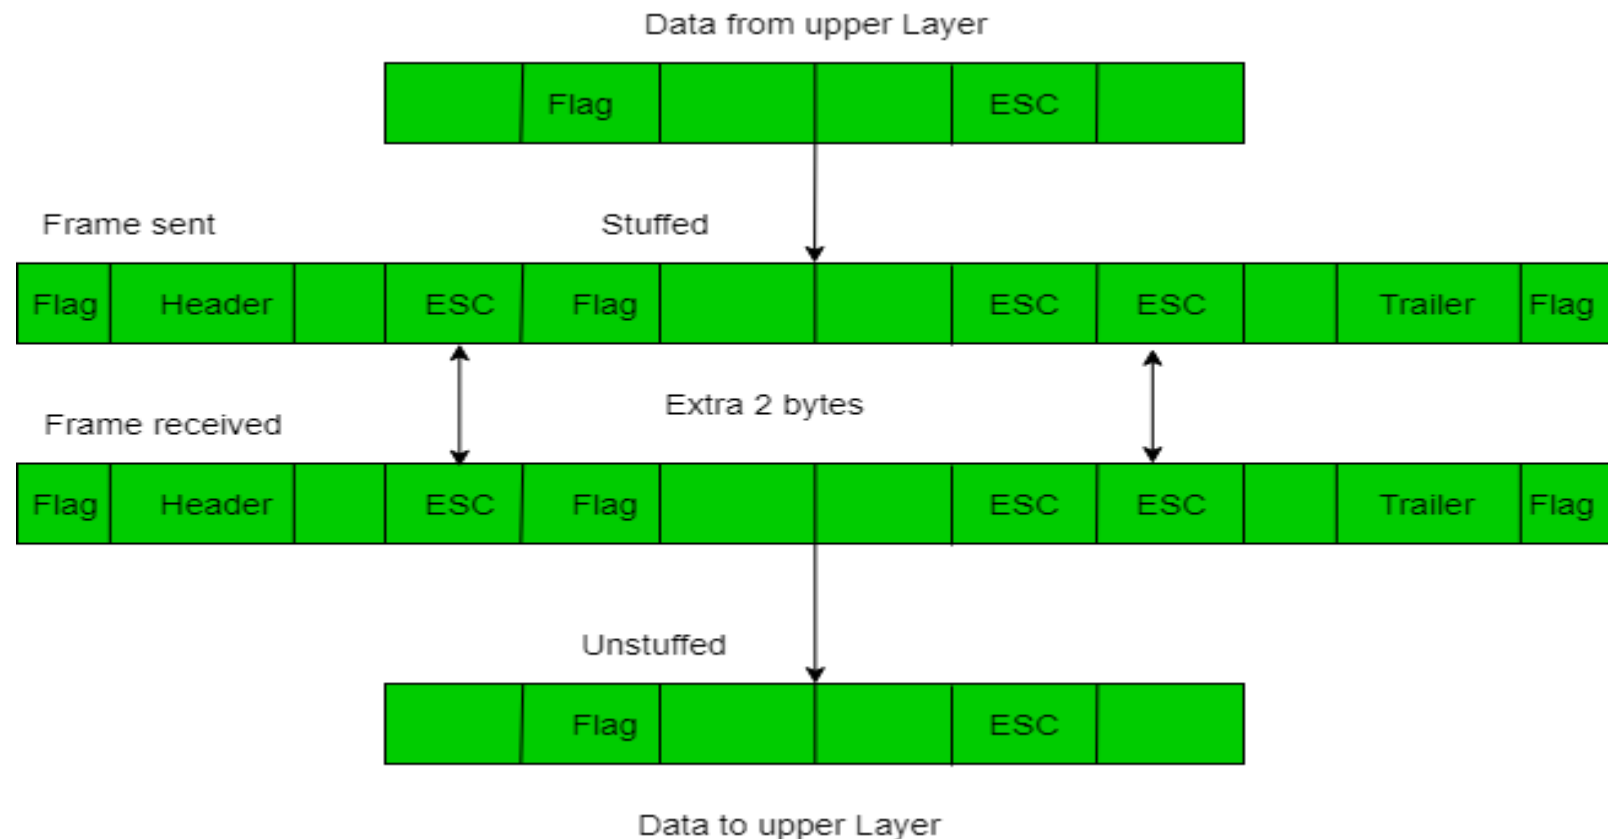 Data from upper Layer
Flag ESC
Frame sent Stuffed
Flag Header ESC Flag ESC ESC Trailer Flag
Extra 2 bytes
Frame received
Flag Header ESC Flag ESC ESC Trailer Flag
Unstuffed
Flag ESC
Data to upper Layer